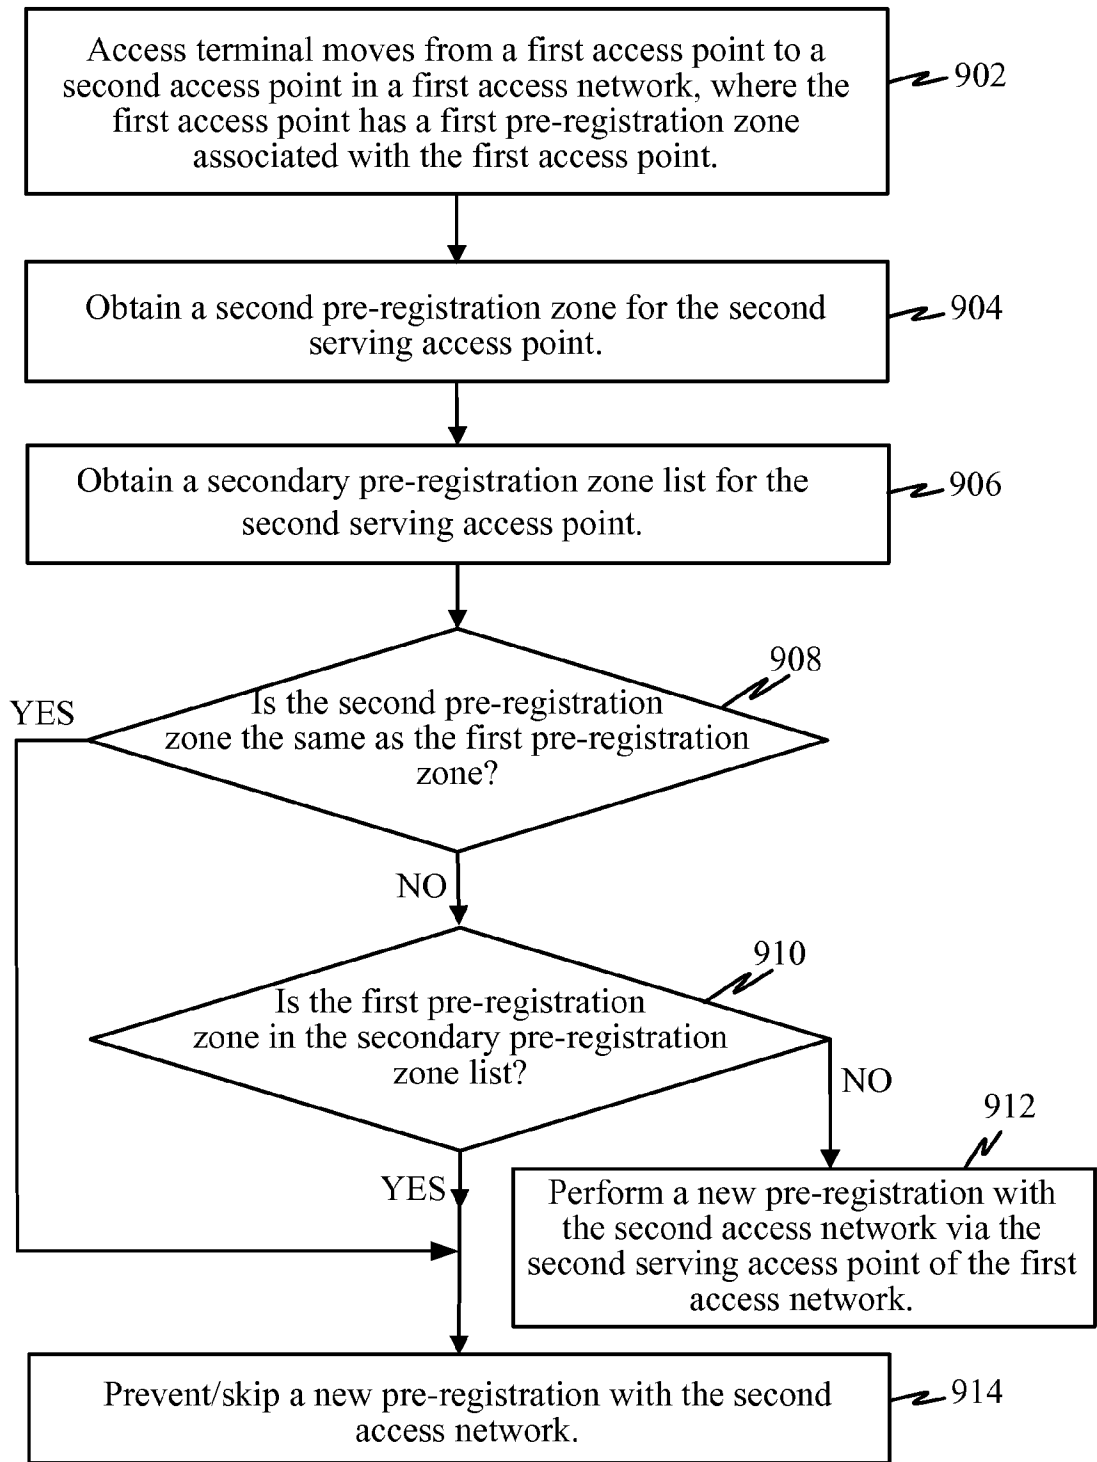 Access terminal moves from a first access point to a
second access point in a first access network, where the
first access point has a first pre-registration zone
associated with the first access point.
902
Obtain a second pre-registration zone for the second
serving access point.
904
Obtain a secondary pre-registration zone list for the
second serving access point.
906
908
YES
Is the second pre-registration
zone the same as the first pre-registration
zone?
NO
910
Is the first pre-registration
zone in the secondary pre-registration
zone list?
NO
912
YES
Perform a new pre-registration with
the second access network via the
second serving access point of the first
access network.
Prevent/skip a new pre-registration with the second
access network.
914